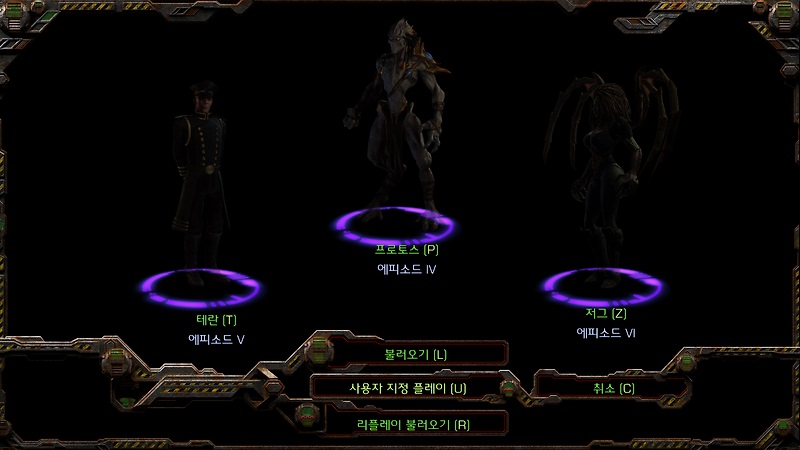 프로토스 (P)
에피소드 IV
테란 (T)
에피소드 V
저그 (Z)
에피소드 VI
불러오기 (L)
사용자 지정 플레이 (U)
취소 (C)
리플레이 불러오기 (R)